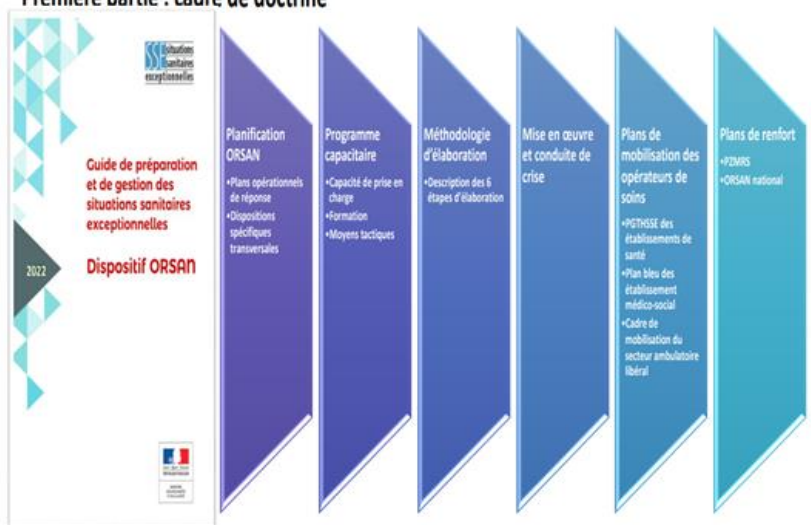 Première partie : cadre de doctrine
SSE situations
sanitaires
exceptionnelles
Guide de préparation
et de gestion des
situations sanitaires
exceptionnelles
2022
Dispositif ORSAN
Planification
ORSAN
•Plans opérationnels
de réponse
•Dispositions
spécifiques
transversales
Programme
capacitaire
•Capacité de prise en
charge
•Formation
•Moyens tactiques
Méthodologie
d'élaboration
•Description des 6
étapes d'élaboration
Mise en œuvre
et conduite de
crise
Plans de
mobilisation des
opérateurs de
soins
•PGTHSSE des
établissements de
santé
•Plan bleu des
établissement
médico-social
•Cadre de
mobilisation du
secteur ambulatoire
libéral
Plans de renfort
•PZMRS
•ORSAN national